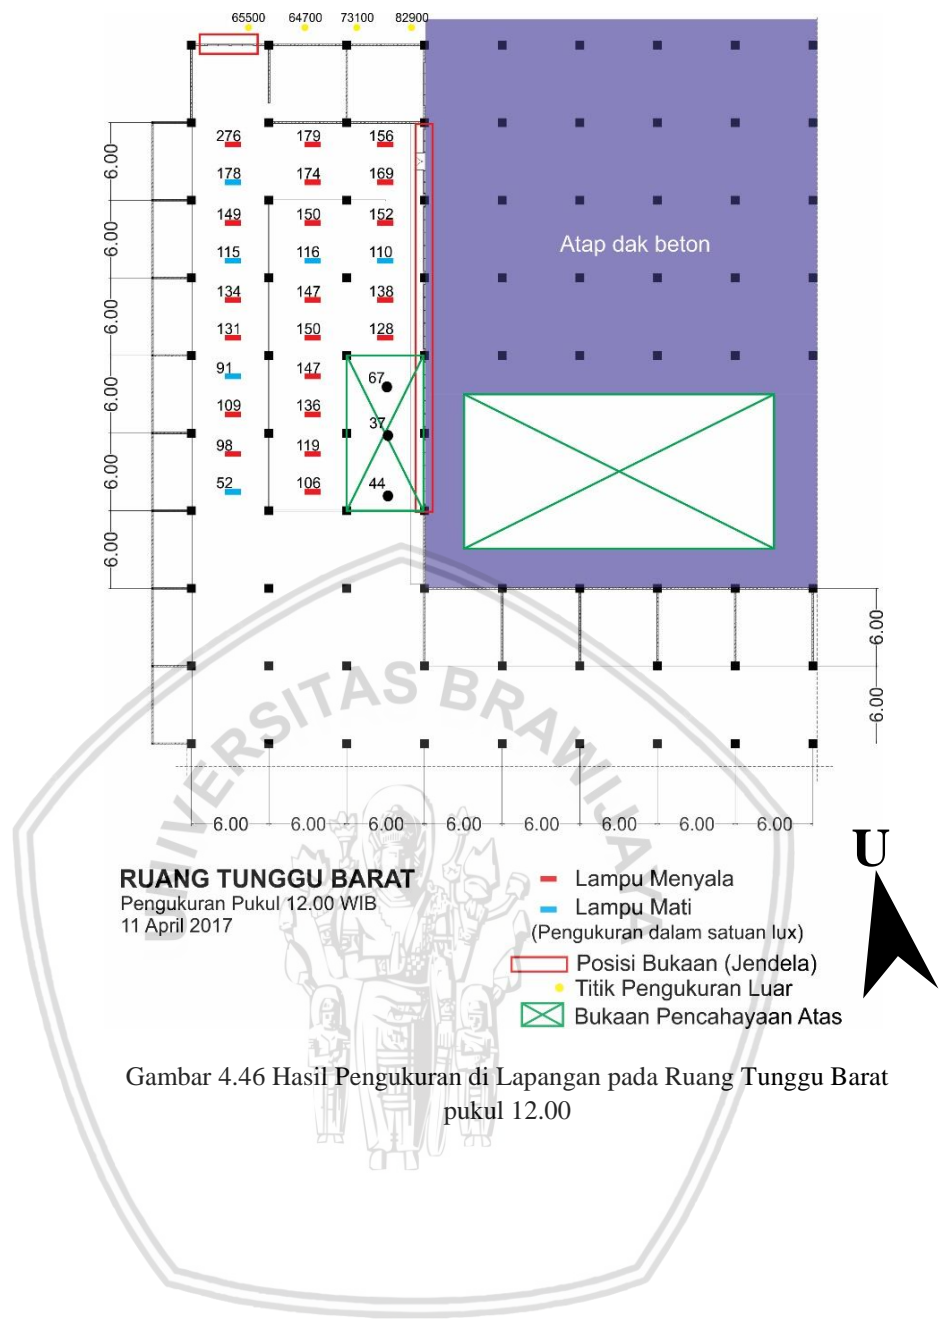 65500 64700 73100 82900
276 179 156
178 174 169
149 150 152
115 116 110
134 147 138
131 150 128
91 147 67
109 136 37
98 119
52 106 44
6.00
6.00
6.00
6.00
6.00
6.00
Atap dak beton
6.00
6.00
6.00 6.00 6.00 6.00 6.00 6.00 6.00 6.00
UNIVERSITAS BRAWIJAYA
U
RUANG TUNGGU BARAT
Pengukuran Pukul 12.00 WIB
11 April 2017
Lampu Menyala
Lampu Mati
(Pengukuran dalam satuan lux)
Posisi Bukaan (Jendela)
Titik Pengukuran Luar
Bukaan Pencahayaan Atas
Gambar 4.46 Hasil Pengukuran di Lapangan pada Ruang Tunggu Barat
pukul 12.00